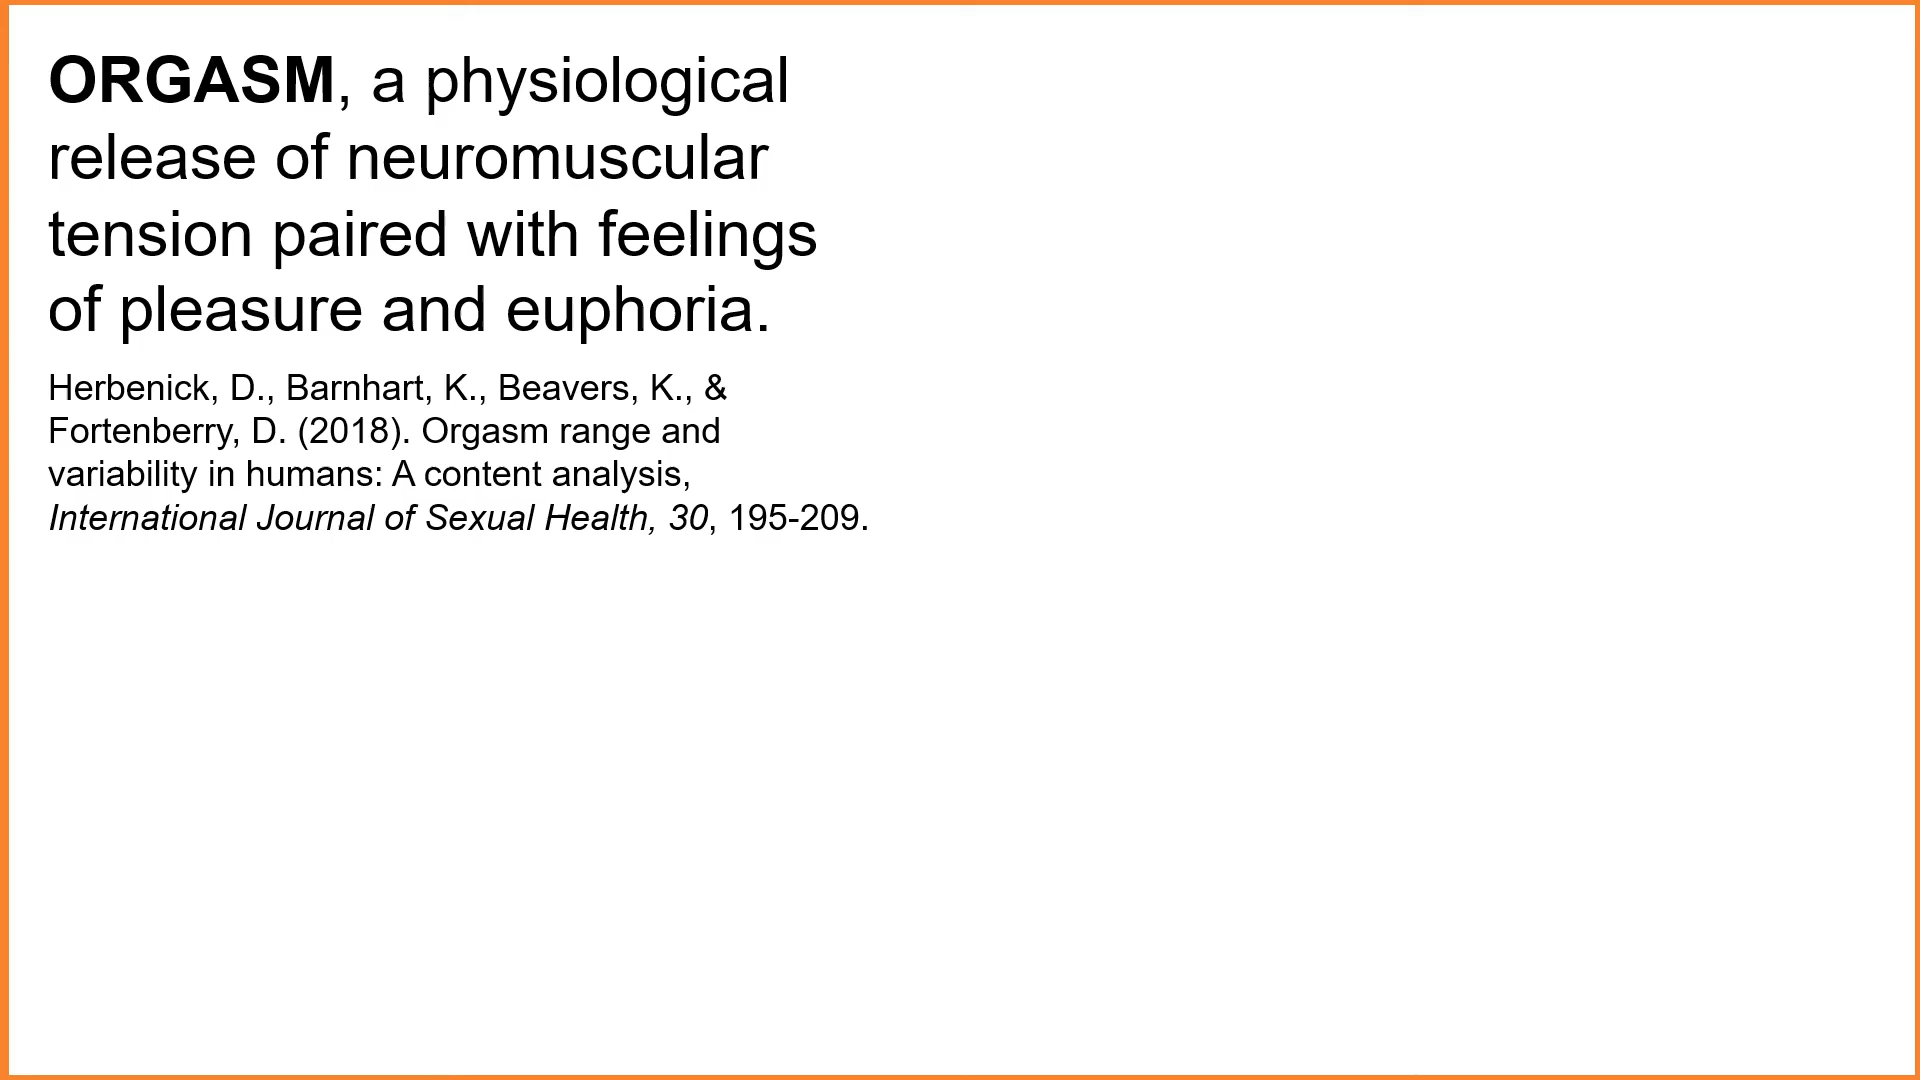 ORGASM, a physiological
release of neuromuscular
tension paired with feelings
of pleasure and euphoria.
Herbenick, D., Barnhart, K., Beavers, K., &
Fortenberry, D. (2018). Orgasm range and
variability in humans: A content analysis,
International Journal of Sexual Health, 30, 195-209.